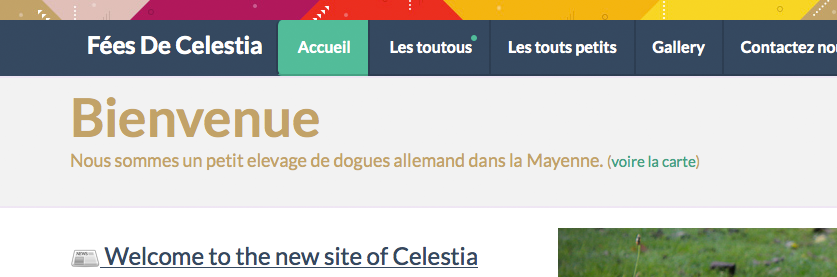 Fées De Celestia Accueil Les toutous Les touts petits Gallery Contactez
Bienvenue
Nous sommes un petit elevage de dogues allemand dans la Mayenne. (voire la carte)
NEWS
Welcome to the new site of Celestia